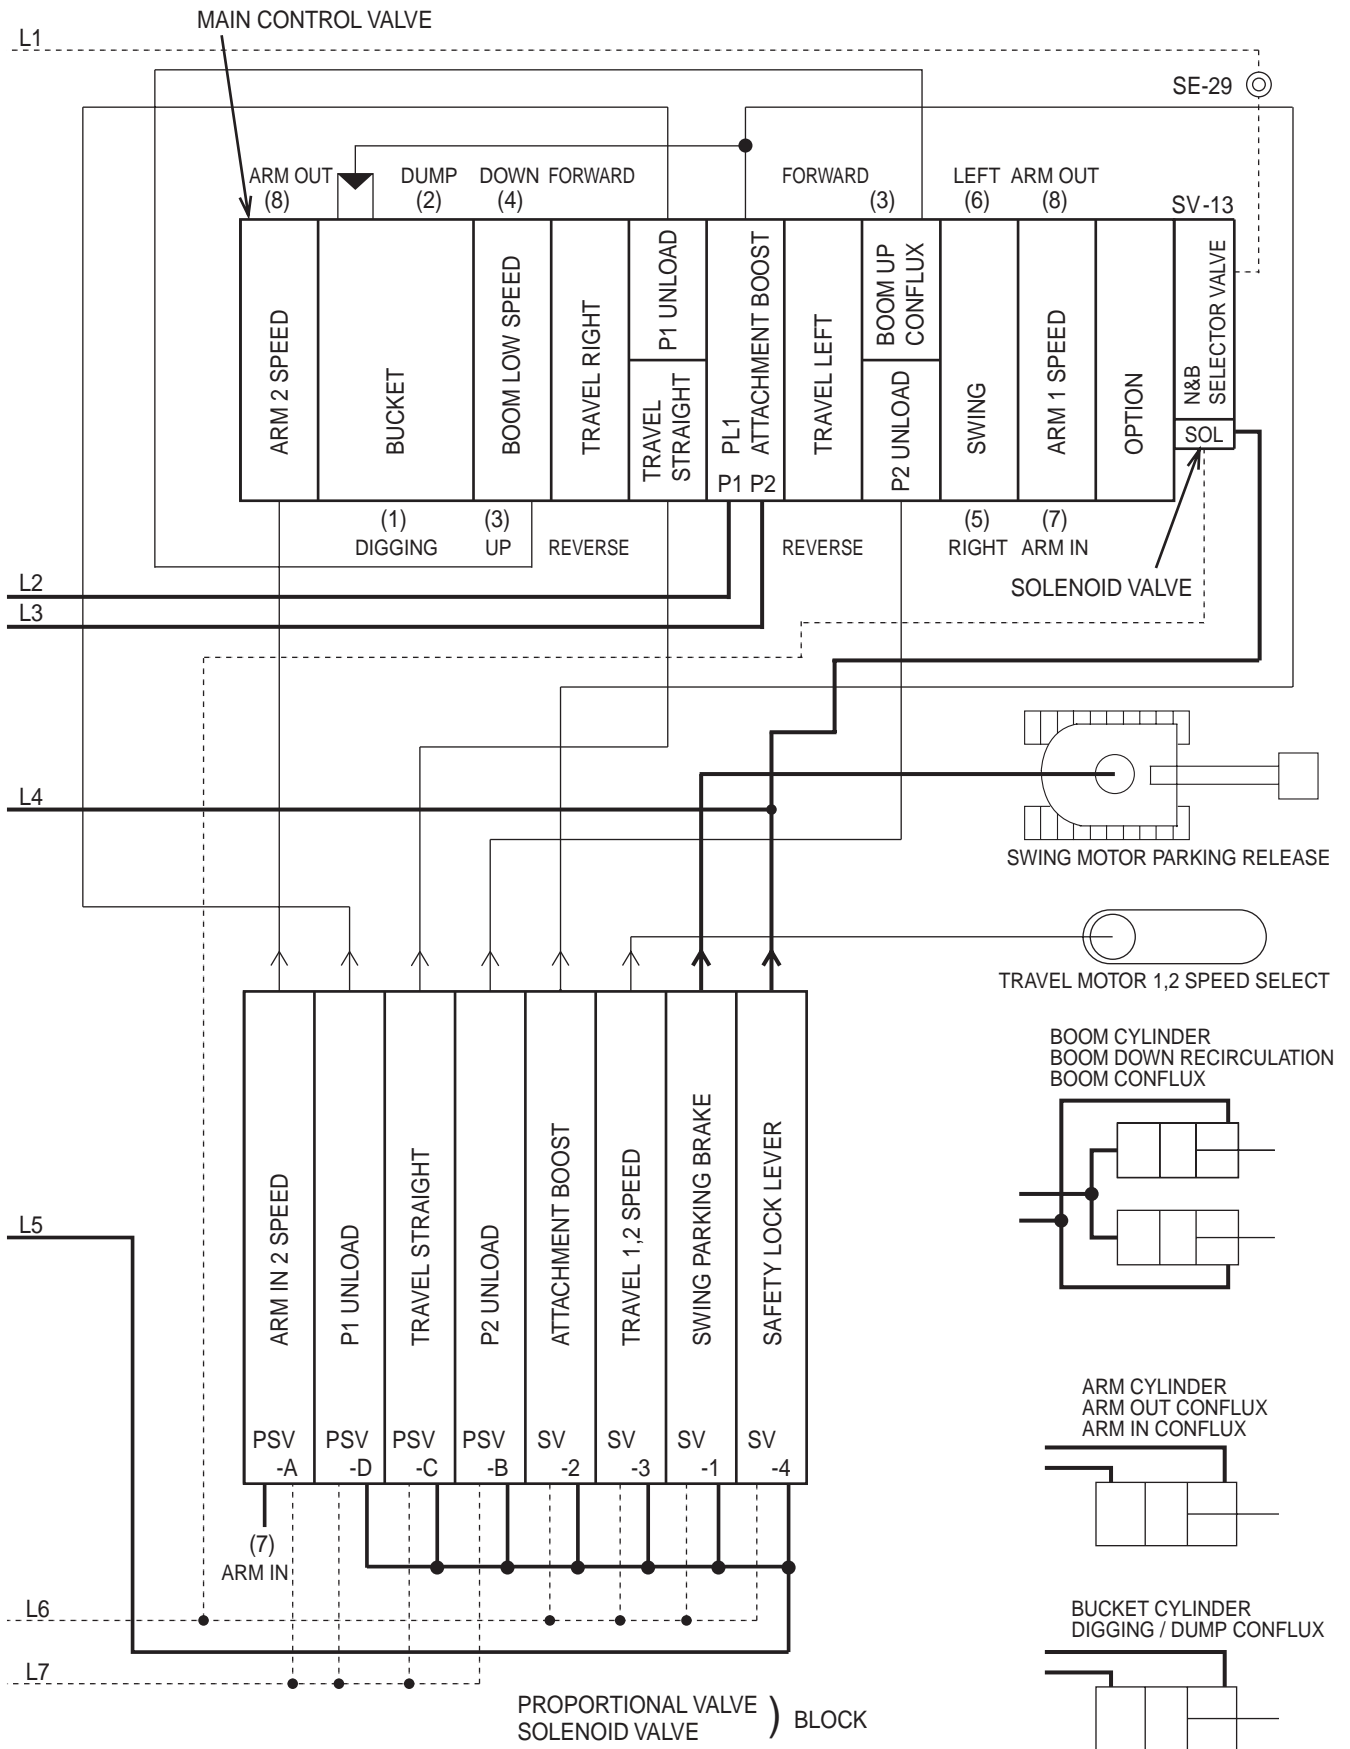 MAIN CONTROL VALVE
L1
SE-29
ARM OUT
(8)
DUMP
(2)
DOWN
(4)
FORWARD
FORWARD
(3)
LEFT
(6)
ARM OUT
(8)
SV-13
ARM 2 SPEED
BUCKET
BOOM LOW SPEED
TRAVEL RIGHT
P1 UNLOAD
TRAVEL
STRAIGHT
PL1
ATTACHMENT BOOST
P1 P2
TRAVEL LEFT
BOOM UP
CONFLUX
P2 UNLOAD
SWING
ARM 1 SPEED
OPTION
N&B
SELECTOR VALVE
SOL
(1)
DIGGING
(3)
UP
REVERSE
REVERSE
(5)
RIGHT
(7)
ARM IN
SOLENOID VALVE
L2
L3
L4
SWING MOTOR PARKING RELEASE
TRAVEL MOTOR 1,2 SPEED SELECT
BOOM CYLINDER
BOOM DOWN RECIRCULATION
BOOM CONFLUX
L5
ARM IN 2 SPEED
P1 UNLOAD
TRAVEL STRAIGHT
P2 UNLOAD
ATTACHMENT BOOST
TRAVEL 1,2 SPEED
SWING PARKING BRAKE
SAFETY LOCK LEVER
PSV
-A
PSV
-D
PSV
-C
PSV
-B
SV
-2
SV
-3
SV
-1
SV
-4
ARM CYLINDER
ARM OUT CONFLUX
ARM IN CONFLUX
(7)
ARM IN
L6
L7
BUCKET CYLINDER
DIGGING / DUMP CONFLUX
PROPORTIONAL VALVE
SOLENOID VALVE
) BLOCK